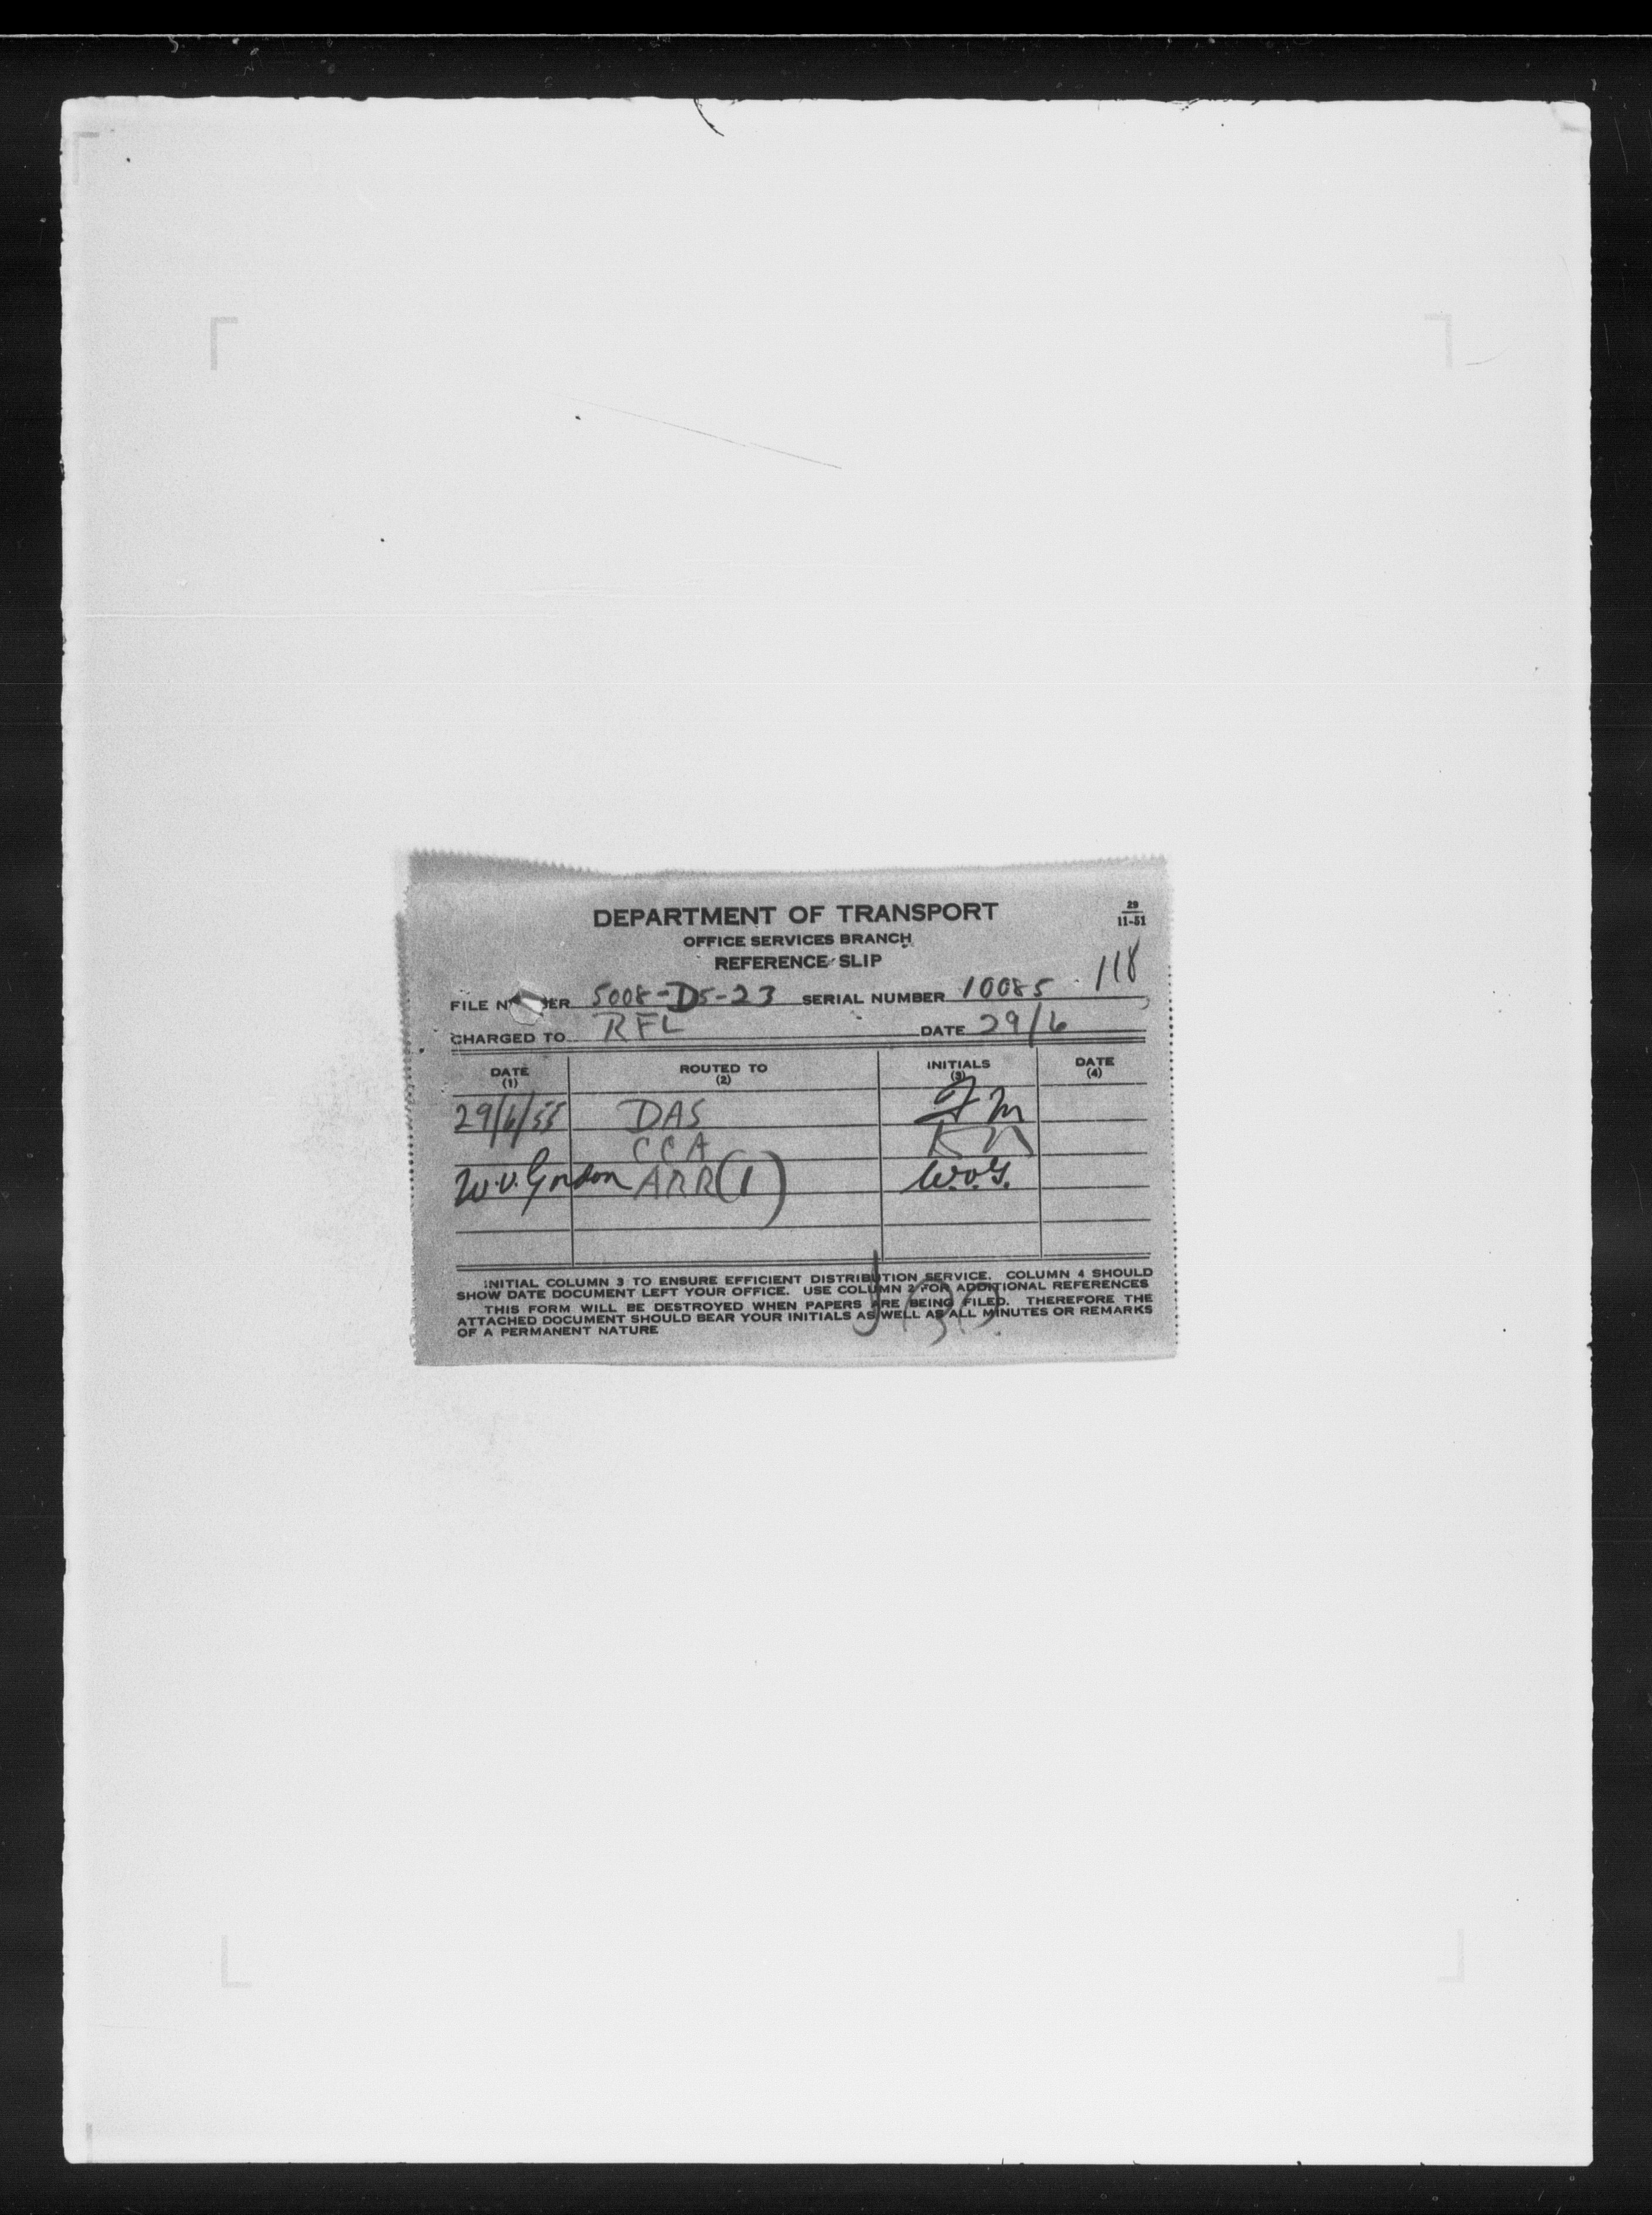 DEPARTMENT OF TRANSPORT
29
11-51
OFFICE SERVICES BRANCH
REFERENCE SLIP
118
FILE N    ER 5008-D5-23 SERIAL NUMBER 10085
CHARGED TO RFL DATE 29/6
DATE (1) ROUTED TO (2) INITIALS (3) DATE (4)
29/6/55 DAS
CCA
W.V. Gordon ARR (1) W.V.G.
INITIAL COLUMN 3 TO ENSURE EFFICIENT DISTRIBUTION SERVICE. COLUMN 4 SHOULD
SHOW DATE DOCUMENT LEFT YOUR OFFICE. USE COLUMN 2 FOR ADDITIONAL REFERENCES
THIS FORM WILL BE DESTROYED WHEN PAPERS ARE BEING FILED. THEREFORE THE
ATTACHED DOCUMENT SHOULD BEAR YOUR INITIALS AS WELL AS ALL MINUTES OR REMARKS
OF A PERMANENT NATURE